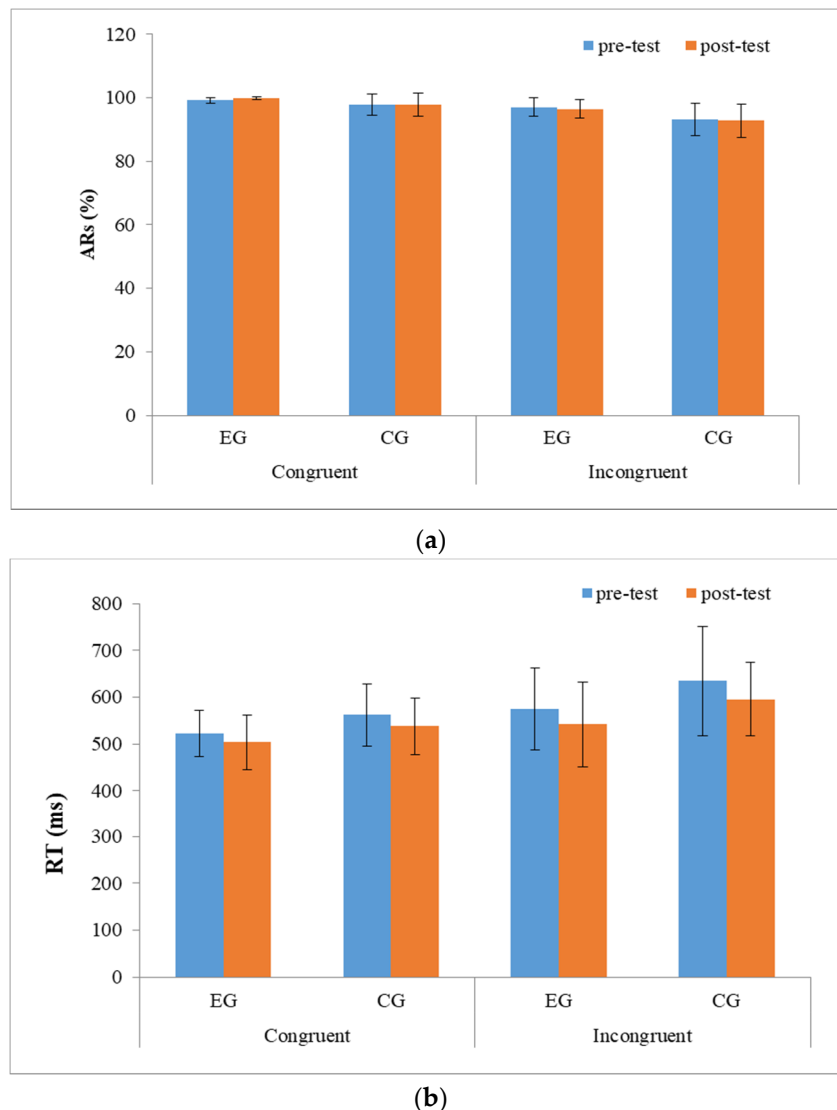 120
pre-test post-test
100
80
60
40
20
0
ARs (%)
EG CG EG CG
Congruent Incongruent
(a)
800
pre-test post-test
700
600
500
400
300
200
100
0
RT (ms)
EG CG EG CG
Congruent Incongruent
(b)